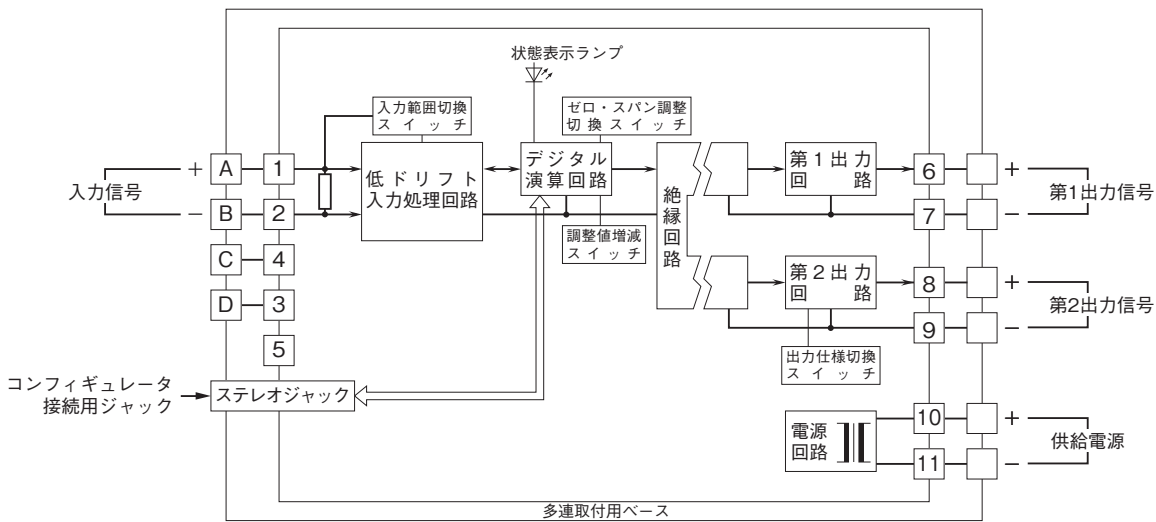 状態表示ランプ
入力範囲切換
スイッチ
ゼロ・スパン調整
切換スイッチ
+ A 1
入力信号
− B 2
C 4
D 3
5
低ドリフト
入力処理回路
デジタル
演算回路
調整値増減
スイッチ
絶縁回路
第1出力
回路
6 +
第1出力信号
7 −
第2出力
回路
8 +
第2出力信号
9 −
出力仕様切換
スイッチ
コンフィギュレータ
接続用ジャック
ステレオジャック
電源
回路
10 +
供給電源
11 −
多連取付用ベース